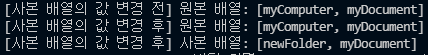 [사본 배열의 값 변경 전] 원본 배열: [myComputer, myDocument]
[사본 배열의 값 변경 후] 원본 배열: [myComputer, myDocument]
[사본 배열의 값 변경 후] 사본 배열: [newFolder, myDocument]